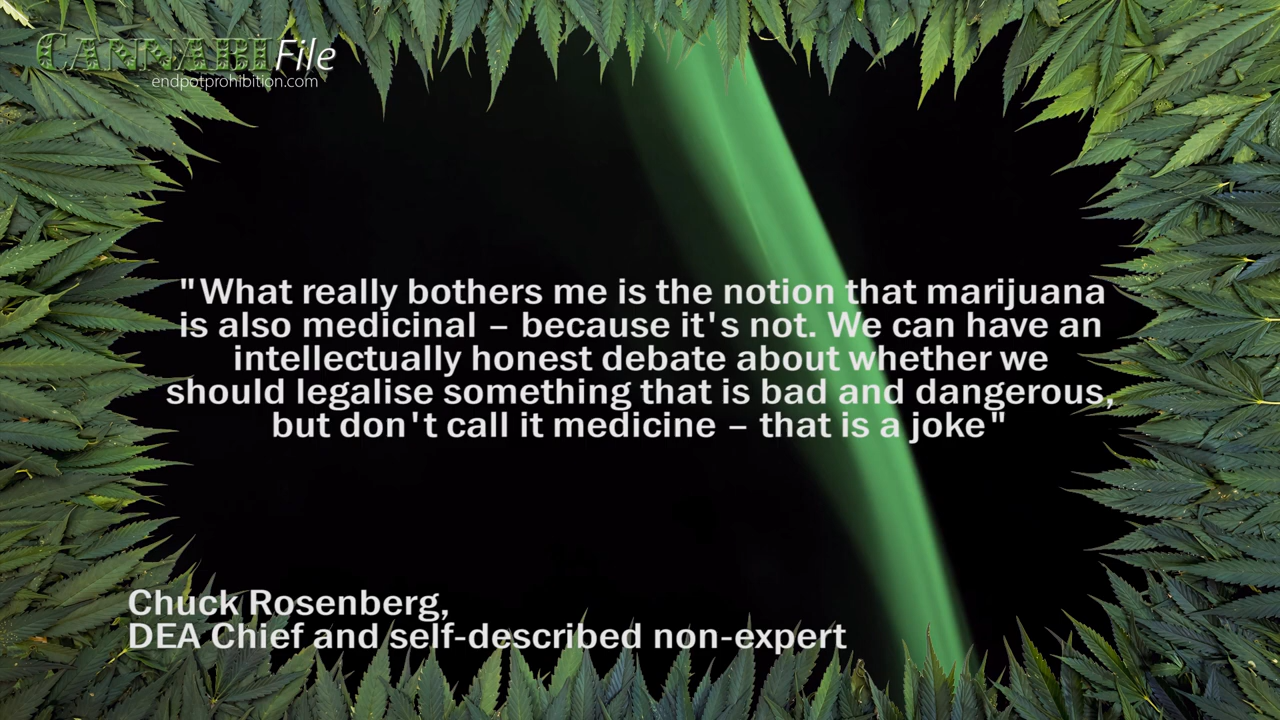 CANNABIFile
endpotprohibition.com
"What really bothers me is the notion that marijuana
is also medicinal – because it's not. We can have an
intellectually honest debate about whether we
should legalise something that is bad and dangerous,
but don't call it medicine – that is a joke"
Chuck Rosenberg,
DEA Chief and self-described non-expert